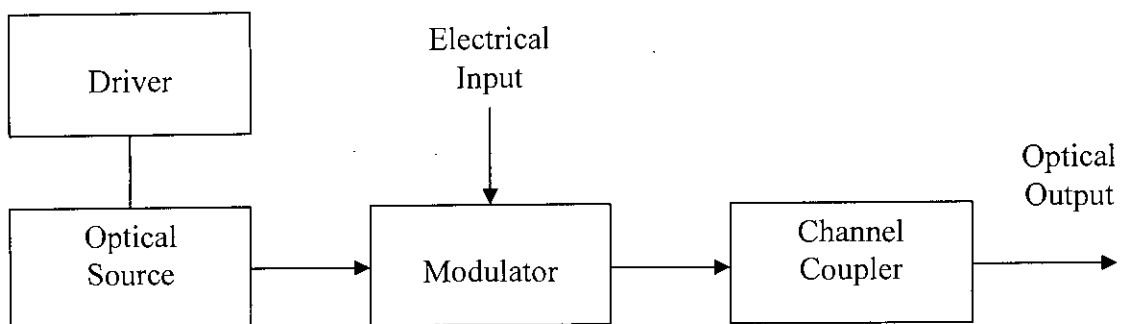 Driver
Electrical
Input
Optical
Output
Optical
Source
Modulator
Channel
Coupler